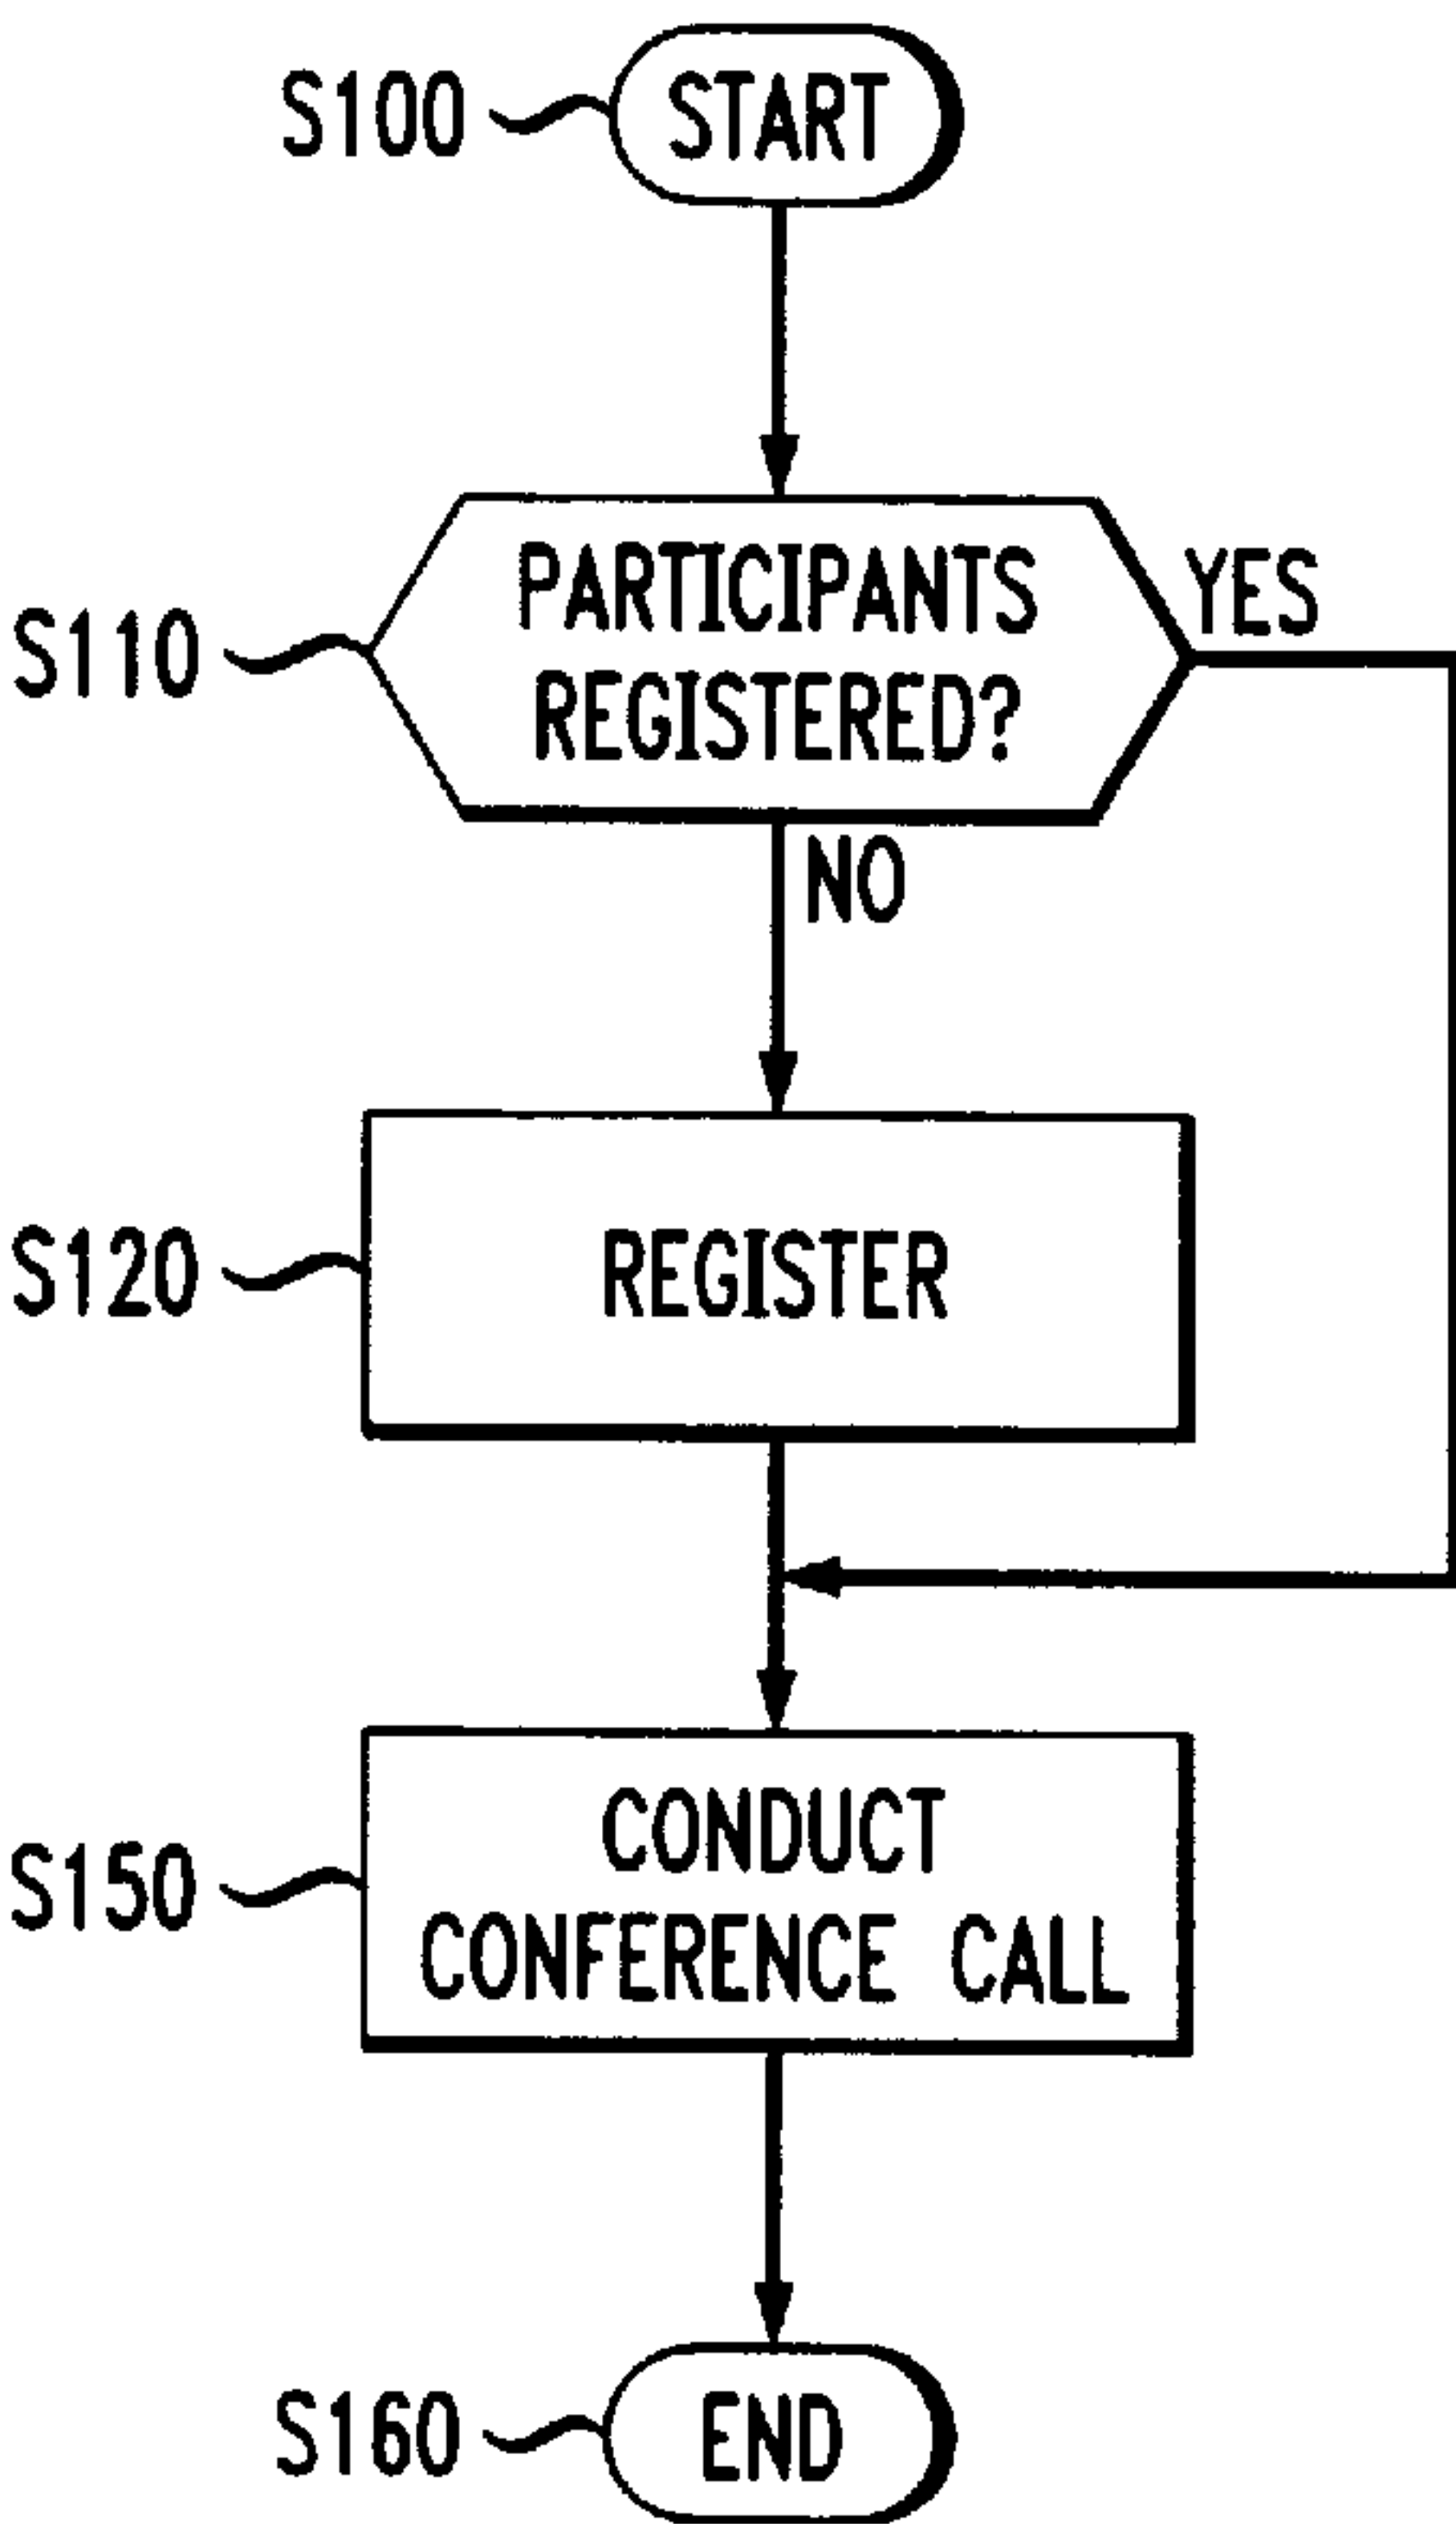 S100
START
S110
PARTICIPANTS
REGISTERED?
YES
NO
S120
REGISTER
S150
CONDUCT
CONFERENCE CALL
S160
END